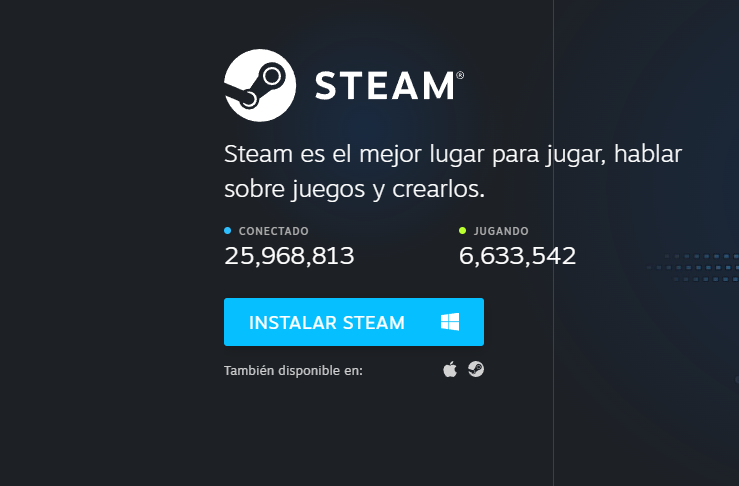 STEAM®
Steam es el mejor lugar para jugar, hablar
sobre juegos y crearlos.
CONECTADO
JUGANDO
25,968,813
6,633,542
INSTALAR STEAM
También disponible en: